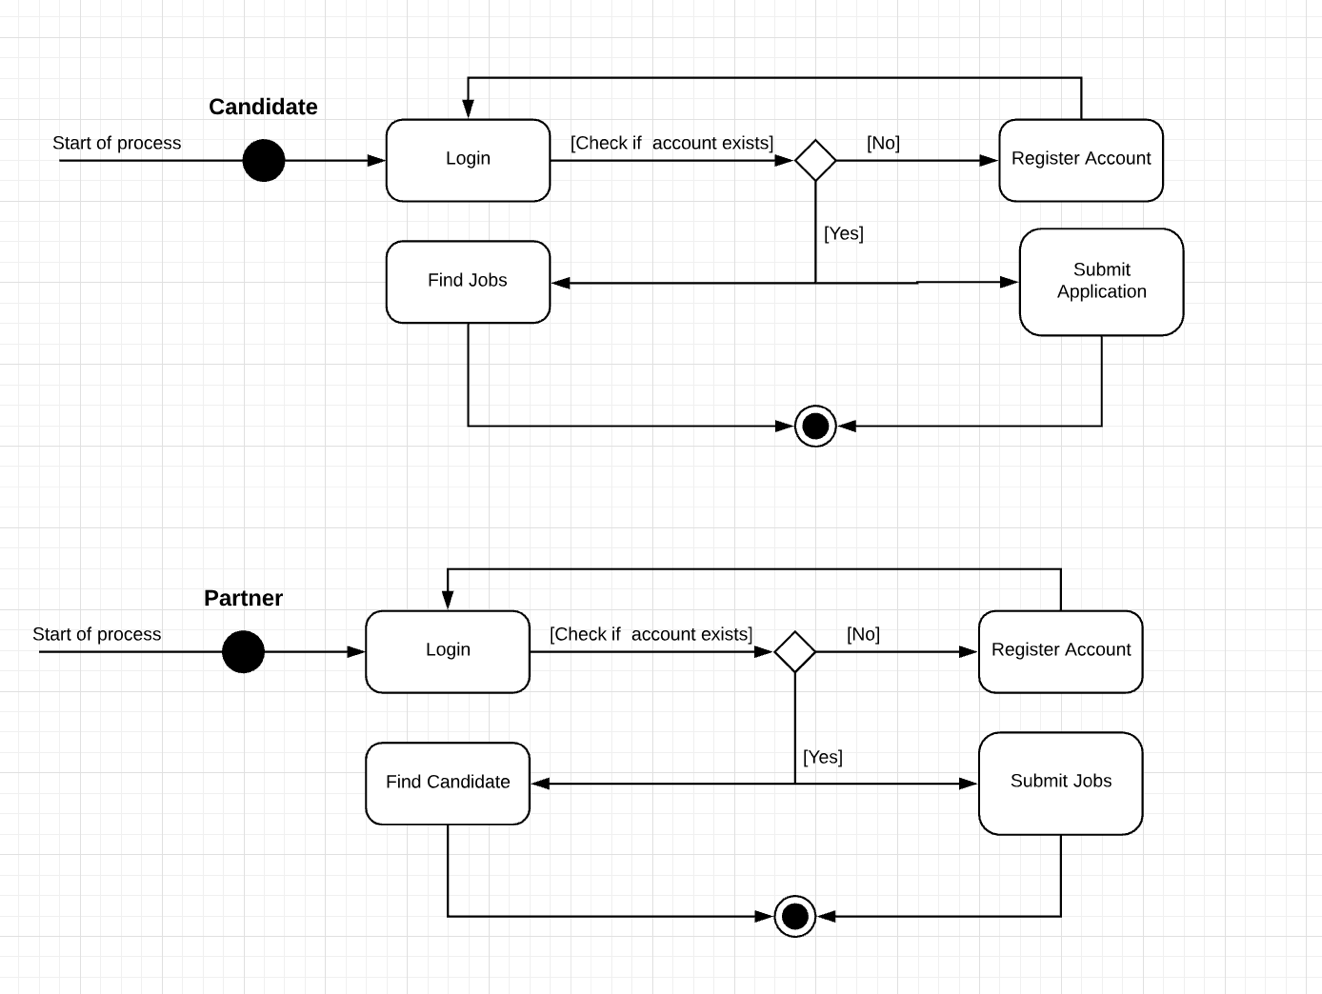 Candidate
Start of process
Login
[Check if  account exists]
[No]
Register Account
[Yes]
Find Jobs
Submit
Application
Partner
Start of process
Login
[Check if  account exists]
[No]
Register Account
[Yes]
Find Candidate
Submit Jobs